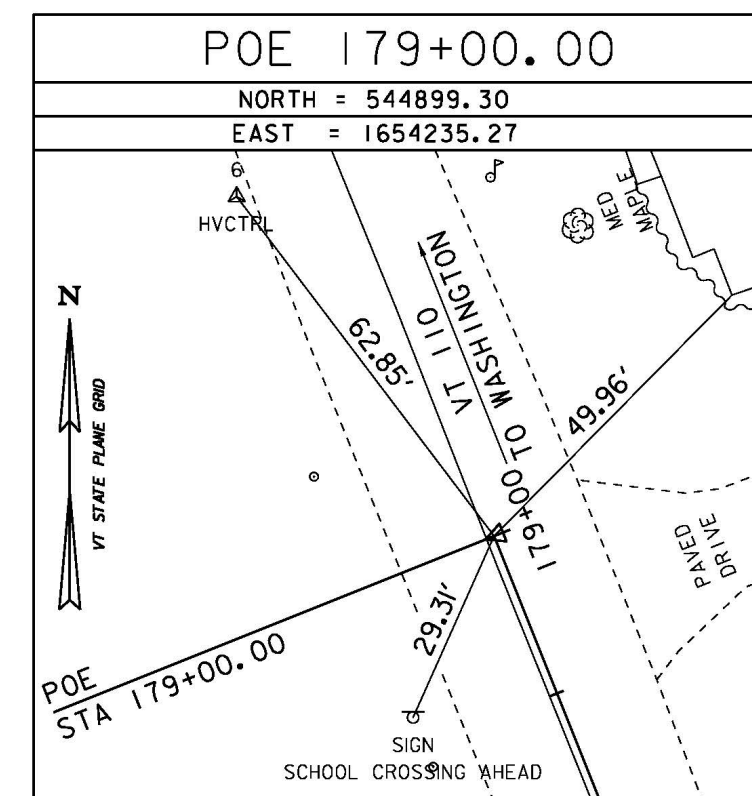 POE 179+00.00
NORTH = 544899.30
EAST = 1654235.27
6
HVCTRL
MED
MAPLE
N
VT STATE PLANE GRID
62.85'
VT 110
179+00 TO WASHINGTON
49.96'
PAVED
DRIVE
29.31'
POE
STA 179+00.00
SIGN
SCHOOL CROSSING AHEAD